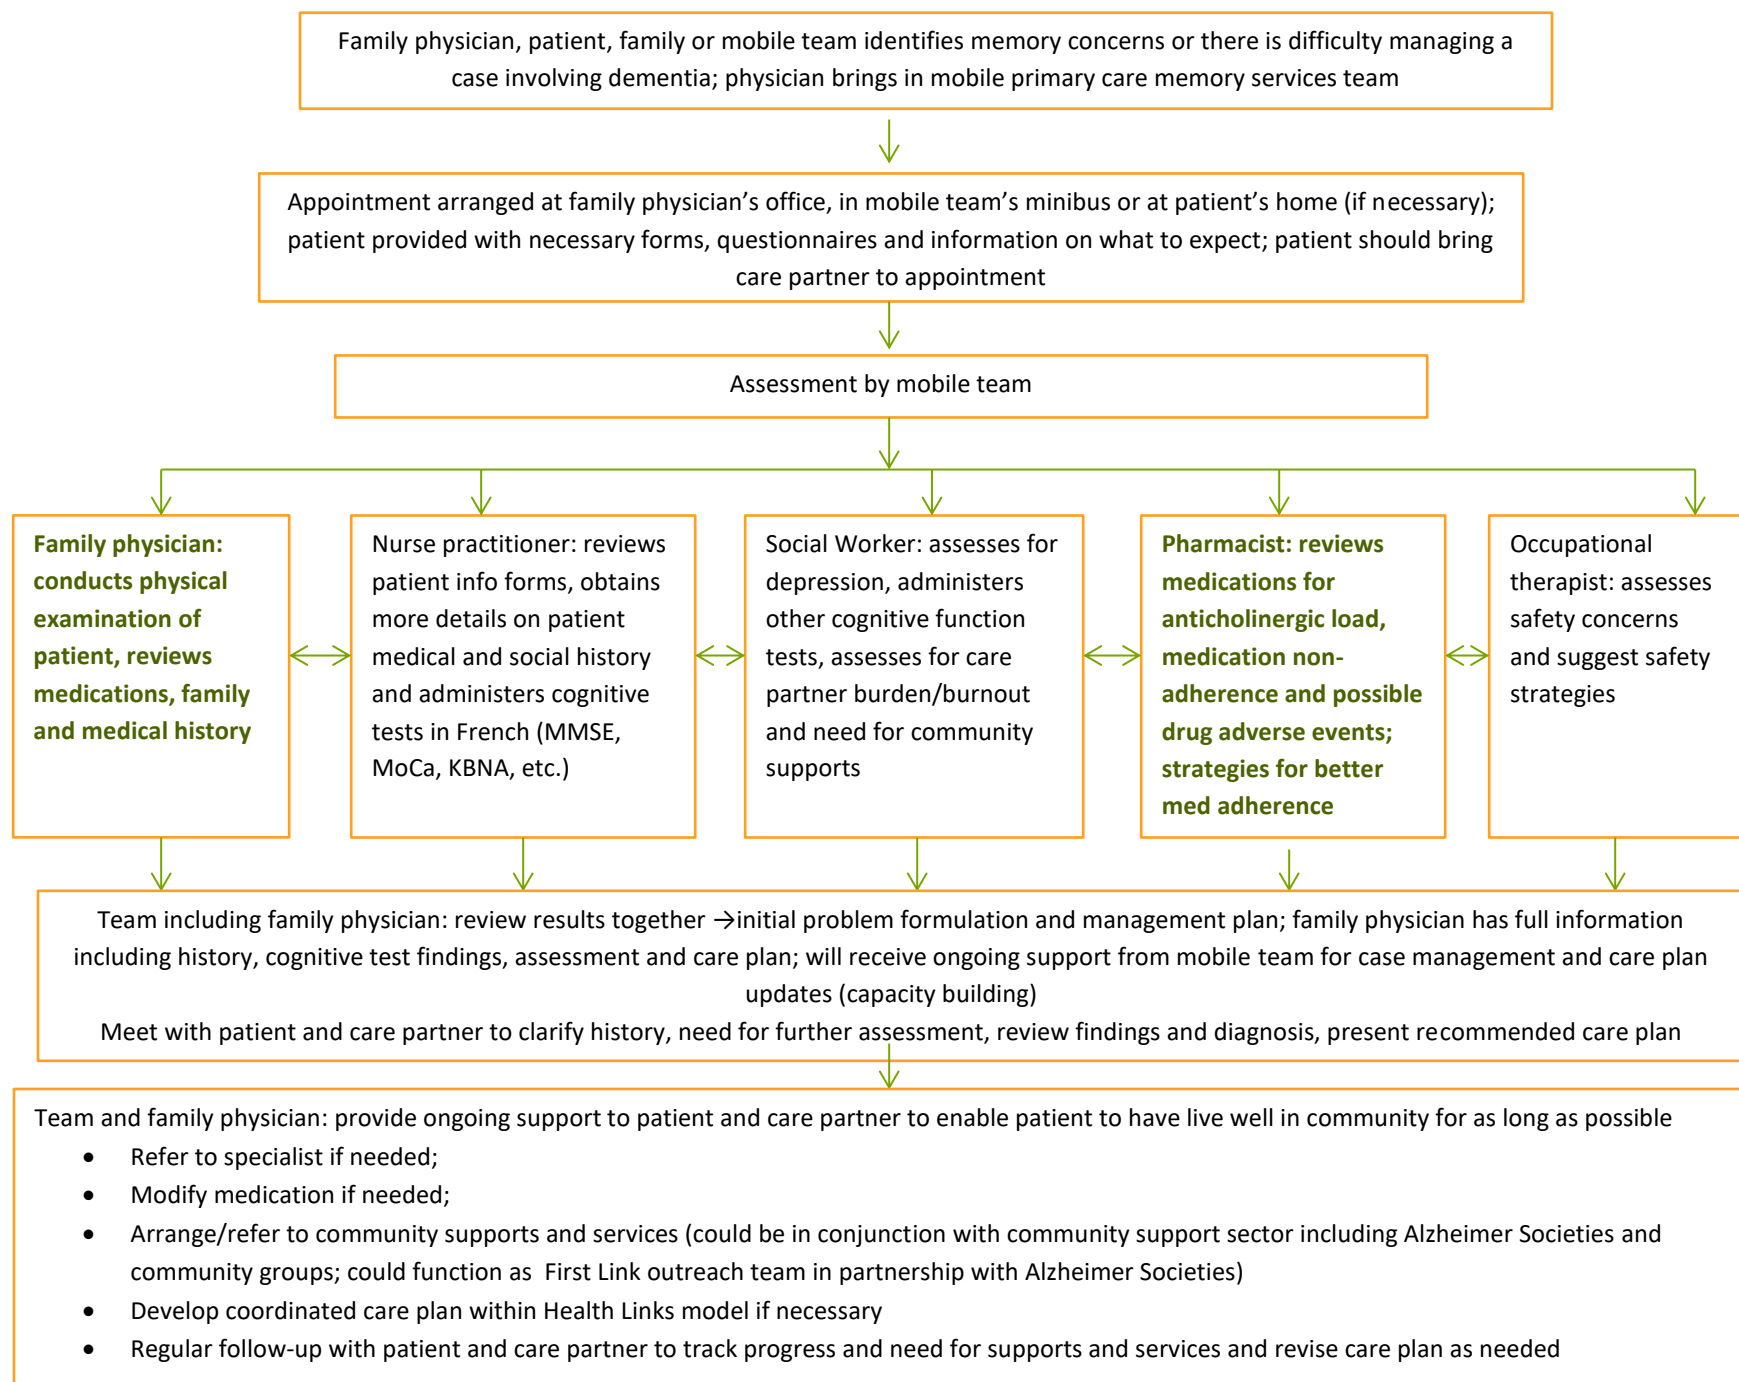 Family physician, patient, family or mobile team identifies memory concerns or there is difficulty managing a
case involving dementia; physician brings in mobile primary care memory services team
Appointment arranged at family physician’s office, in mobile team’s minibus or at patient’s home (if necessary);
patient provided with necessary forms, questionnaires and information on what to expect; patient should bring
care partner to appointment
Assessment by mobile team
Family physician:
conducts physical
examination of
patient, reviews
medications, family
and medical history
Nurse practitioner: reviews
patient info forms, obtains
more details on patient
medical and social history
and administers cognitive
tests in French (MMSE,
MoCa, KBNA, etc.)
Social Worker: assesses for
depression, administers
other cognitive function
tests, assesses for care
partner burden/burnout
and need for community
supports
Pharmacist: reviews
medications for
anticholinergic load,
medication non-
adherence and possible
drug adverse events;
strategies for better
med adherence
Occupational
therapist: assesses
safety concerns
and suggest safety
strategies
Team including family physician: review results together →initial problem formulation and management plan; family physician has full information
including history, cognitive test findings, assessment and care plan; will receive ongoing support from mobile team for case management and care plan
updates (capacity building)
Meet with patient and care partner to clarify history, need for further assessment, review findings and diagnosis, present recommended care plan
Team and family physician: provide ongoing support to patient and care partner to enable patient to have live well in community for as long as possible
• Refer to specialist if needed;
• Modify medication if needed;
• Arrange/refer to community supports and services (could be in conjunction with community support sector including Alzheimer Societies and
community groups; could function as First Link outreach team in partnership with Alzheimer Societies)
• Develop coordinated care plan within Health Links model if necessary
• Regular follow-up with patient and care partner to track progress and need for supports and services and revise care plan as needed